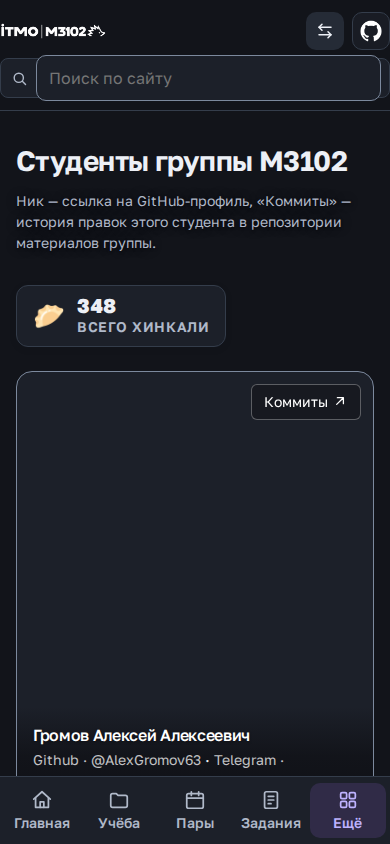 iTMO M3102
Поиск по сайту
Студенты группы М3102
Ник — ссылка на GitHub-профиль, «Коммиты» —
история правок этого студента в репозитории
материалов группы.
348
ВСЕГО ХИНКАЛИ
Коммиты
Громов Алексей Алексеевич
Github · @AlexGromov63 · Telegram ·
Главная
Учёба
Пары
Задания
Ещё